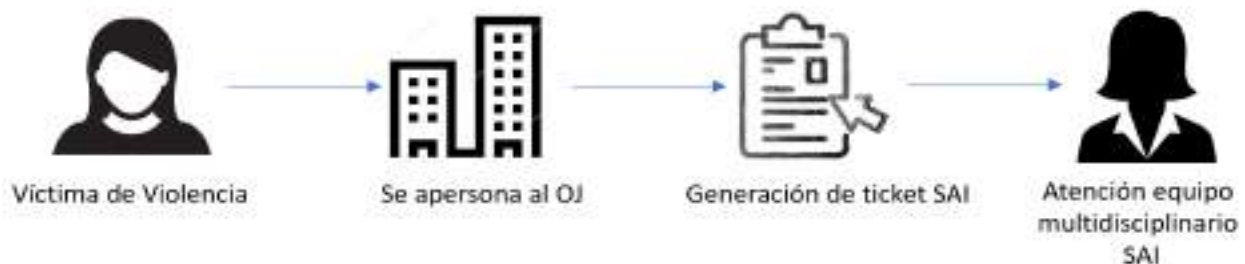 Víctima de Violencia
Se apersona al OJ
Generación de ticket SAI
Atención equipo
multidisciplinario
SAI